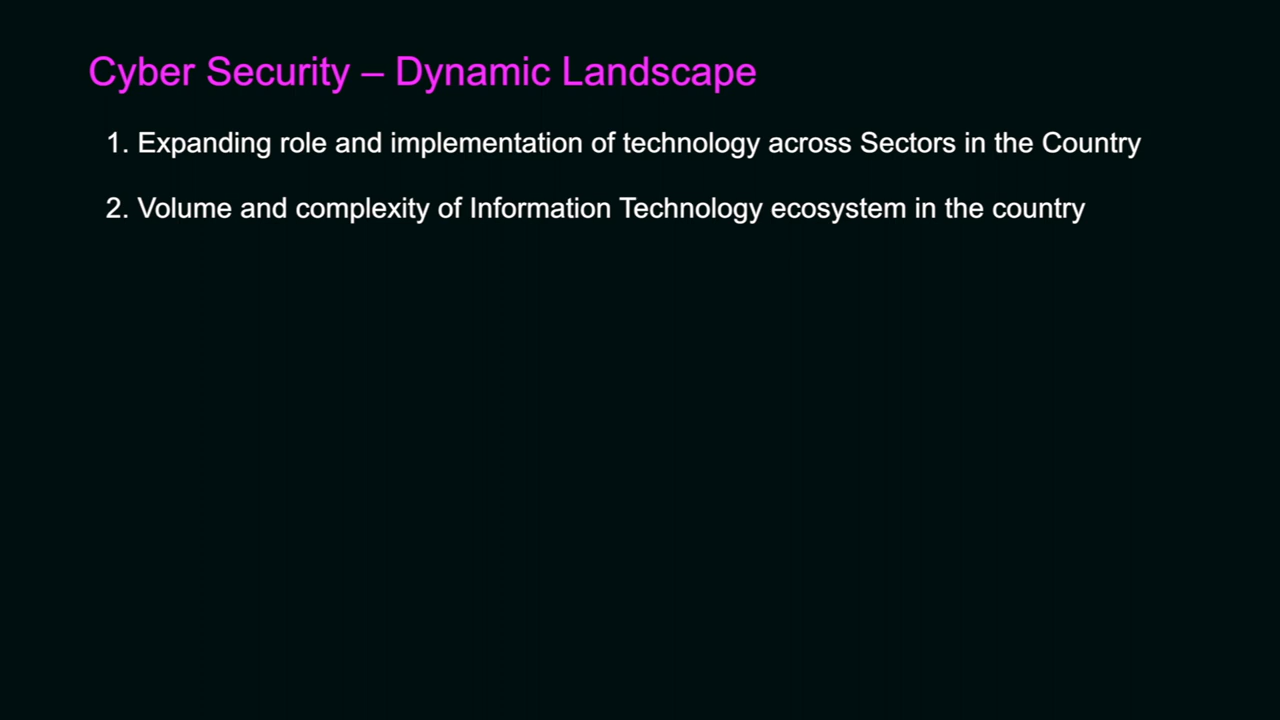 Cyber Security – Dynamic Landscape
1. Expanding role and implementation of technology across Sectors in the Country
2. Volume and complexity of Information Technology ecosystem in the country